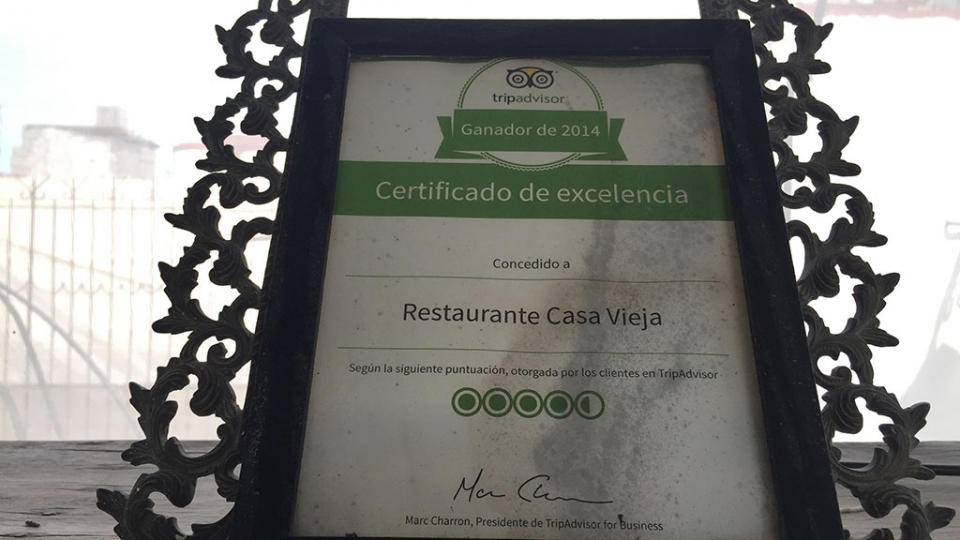 tripadvisor
Ganador de 2014
Certificado de excelencia
Concedido a
Restaurante Casa Vieja
Según la siguiente puntuación, otorgada por los clientes en TripAdvisor
Marc Charron, Presidente de TripAdvisor for Business